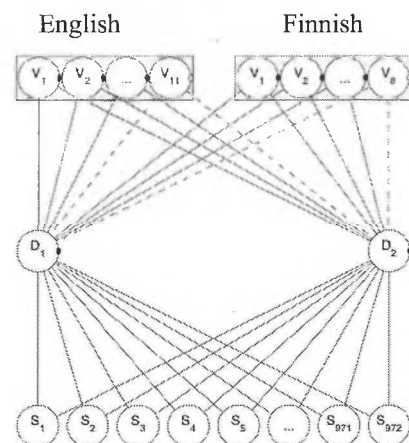 English Finnish
V1 V2 ... V11 V1 V2 ... V8
D1 D2
S1 S2 S3 S4 S5 ... S971 S972